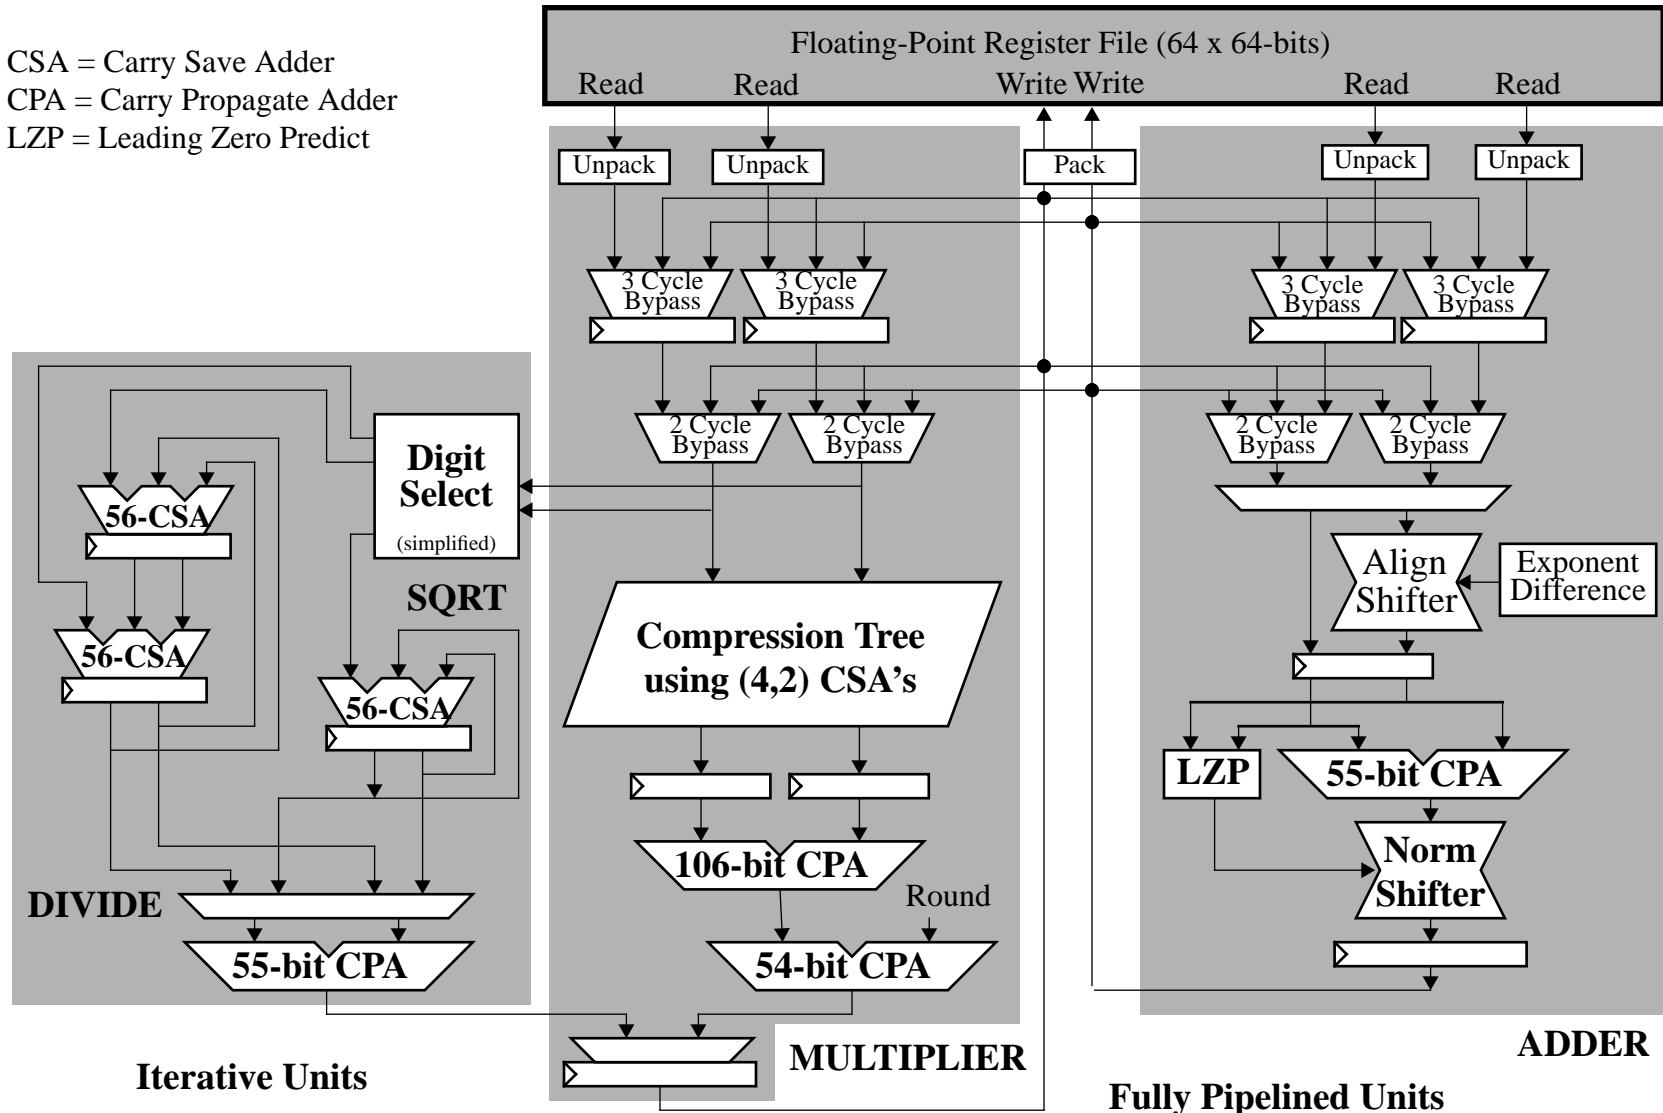 CSA = Carry Save Adder
CPA = Carry Propagate Adder
LZP = Leading Zero Predict
Floating-Point Register File (64 x 64-bits)
Read Read Write Write Read Read
Unpack Unpack Pack Unpack Unpack
3 Cycle Bypass
3 Cycle Bypass
3 Cycle Bypass
3 Cycle Bypass
2 Cycle Bypass
2 Cycle Bypass
2 Cycle Bypass
2 Cycle Bypass
Digit
Select
(simplified)
SQRT
56-CSA
56-CSA
56-CSA
DIVIDE
55-bit CPA
Iterative Units
Compression Tree
using (4,2) CSA's
106-bit CPA
Round
54-bit CPA
MULTIPLIER
Align
Shifter
Exponent
Difference
LZP
55-bit CPA
Norm
Shifter
ADDER
Fully Pipelined Units